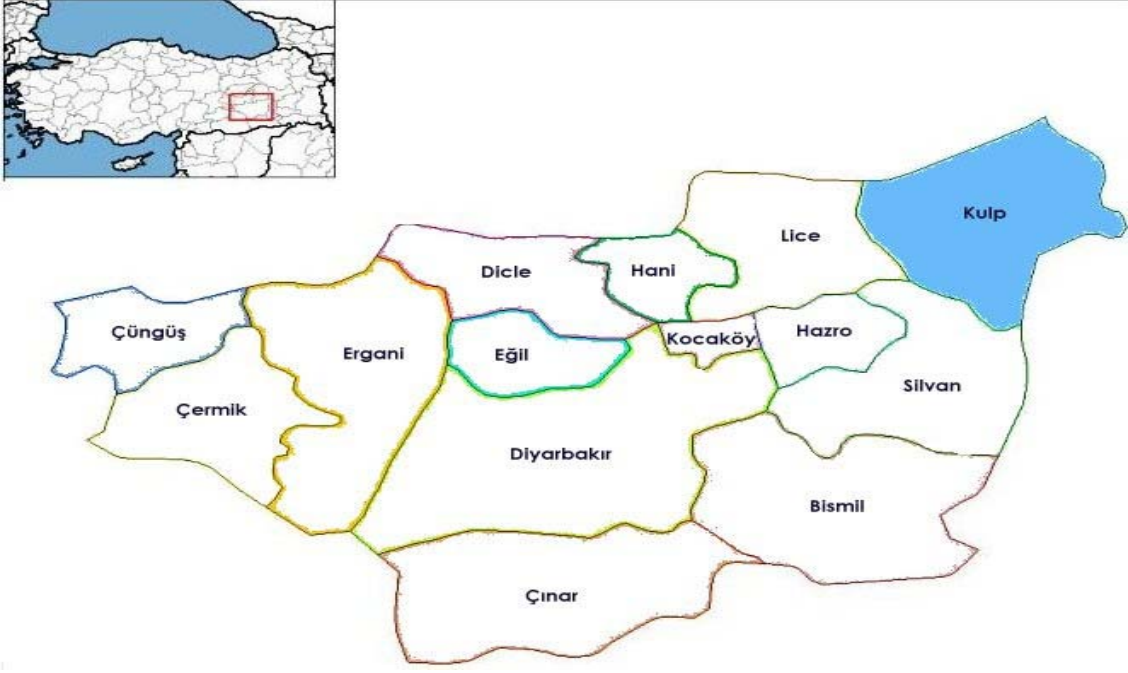 Kulp
Lice
Dicle
Hani
Çüngüş
Ergani
Eğil
Kocaköy
Hazro
Silvan
Çermik
Diyarbakır
Bismil
Çınar